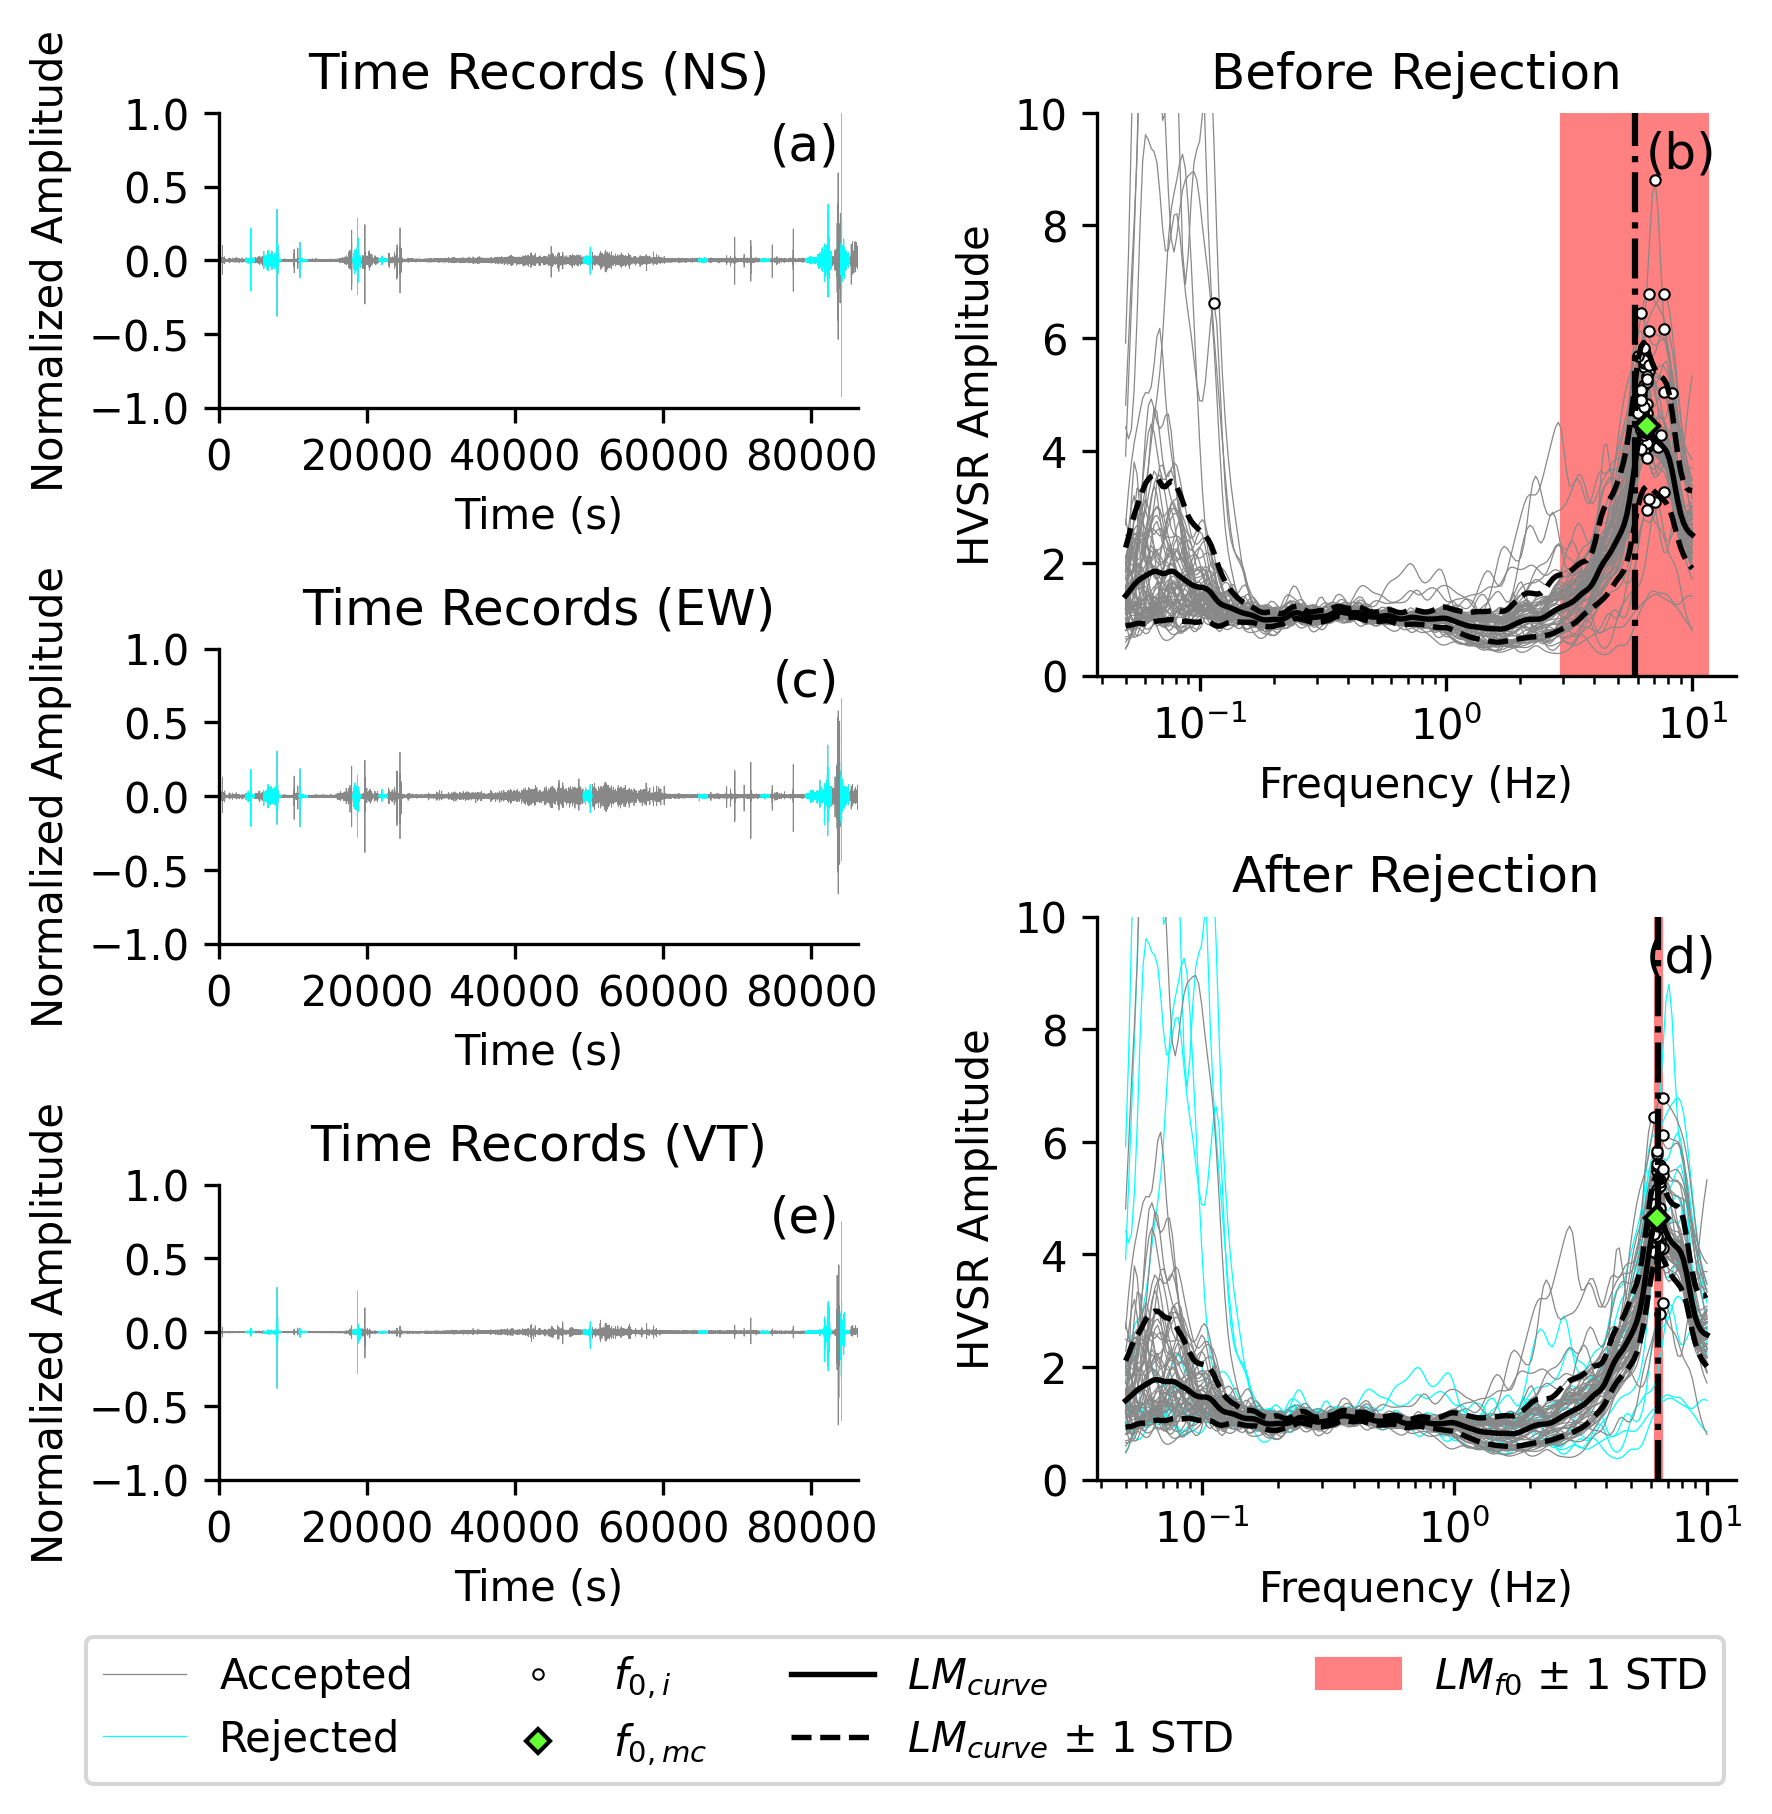 Time Records (NS)
Normalized Amplitude
1.0
0.5
0.0
−0.5
−1.0
(a)
0 20000 40000 60000 80000
Time (s)
Before Rejection
HVSR Amplitude
10
8
6
4
2
0
(b)
10⁻¹ 10⁰ 10¹
Frequency (Hz)
Time Records (EW)
Normalized Amplitude
1.0
0.5
0.0
−0.5
−1.0
(c)
0 20000 40000 60000 80000
Time (s)
After Rejection
HVSR Amplitude
10
8
6
4
2
0
(d)
10⁻¹ 10⁰ 10¹
Frequency (Hz)
Time Records (VT)
Normalized Amplitude
1.0
0.5
0.0
−0.5
−1.0
(e)
0 20000 40000 60000 80000
Time (s)
Accepted
Rejected
f0,i
f0,mc
LMcurve
LMcurve ± 1 STD
LMf0 ± 1 STD